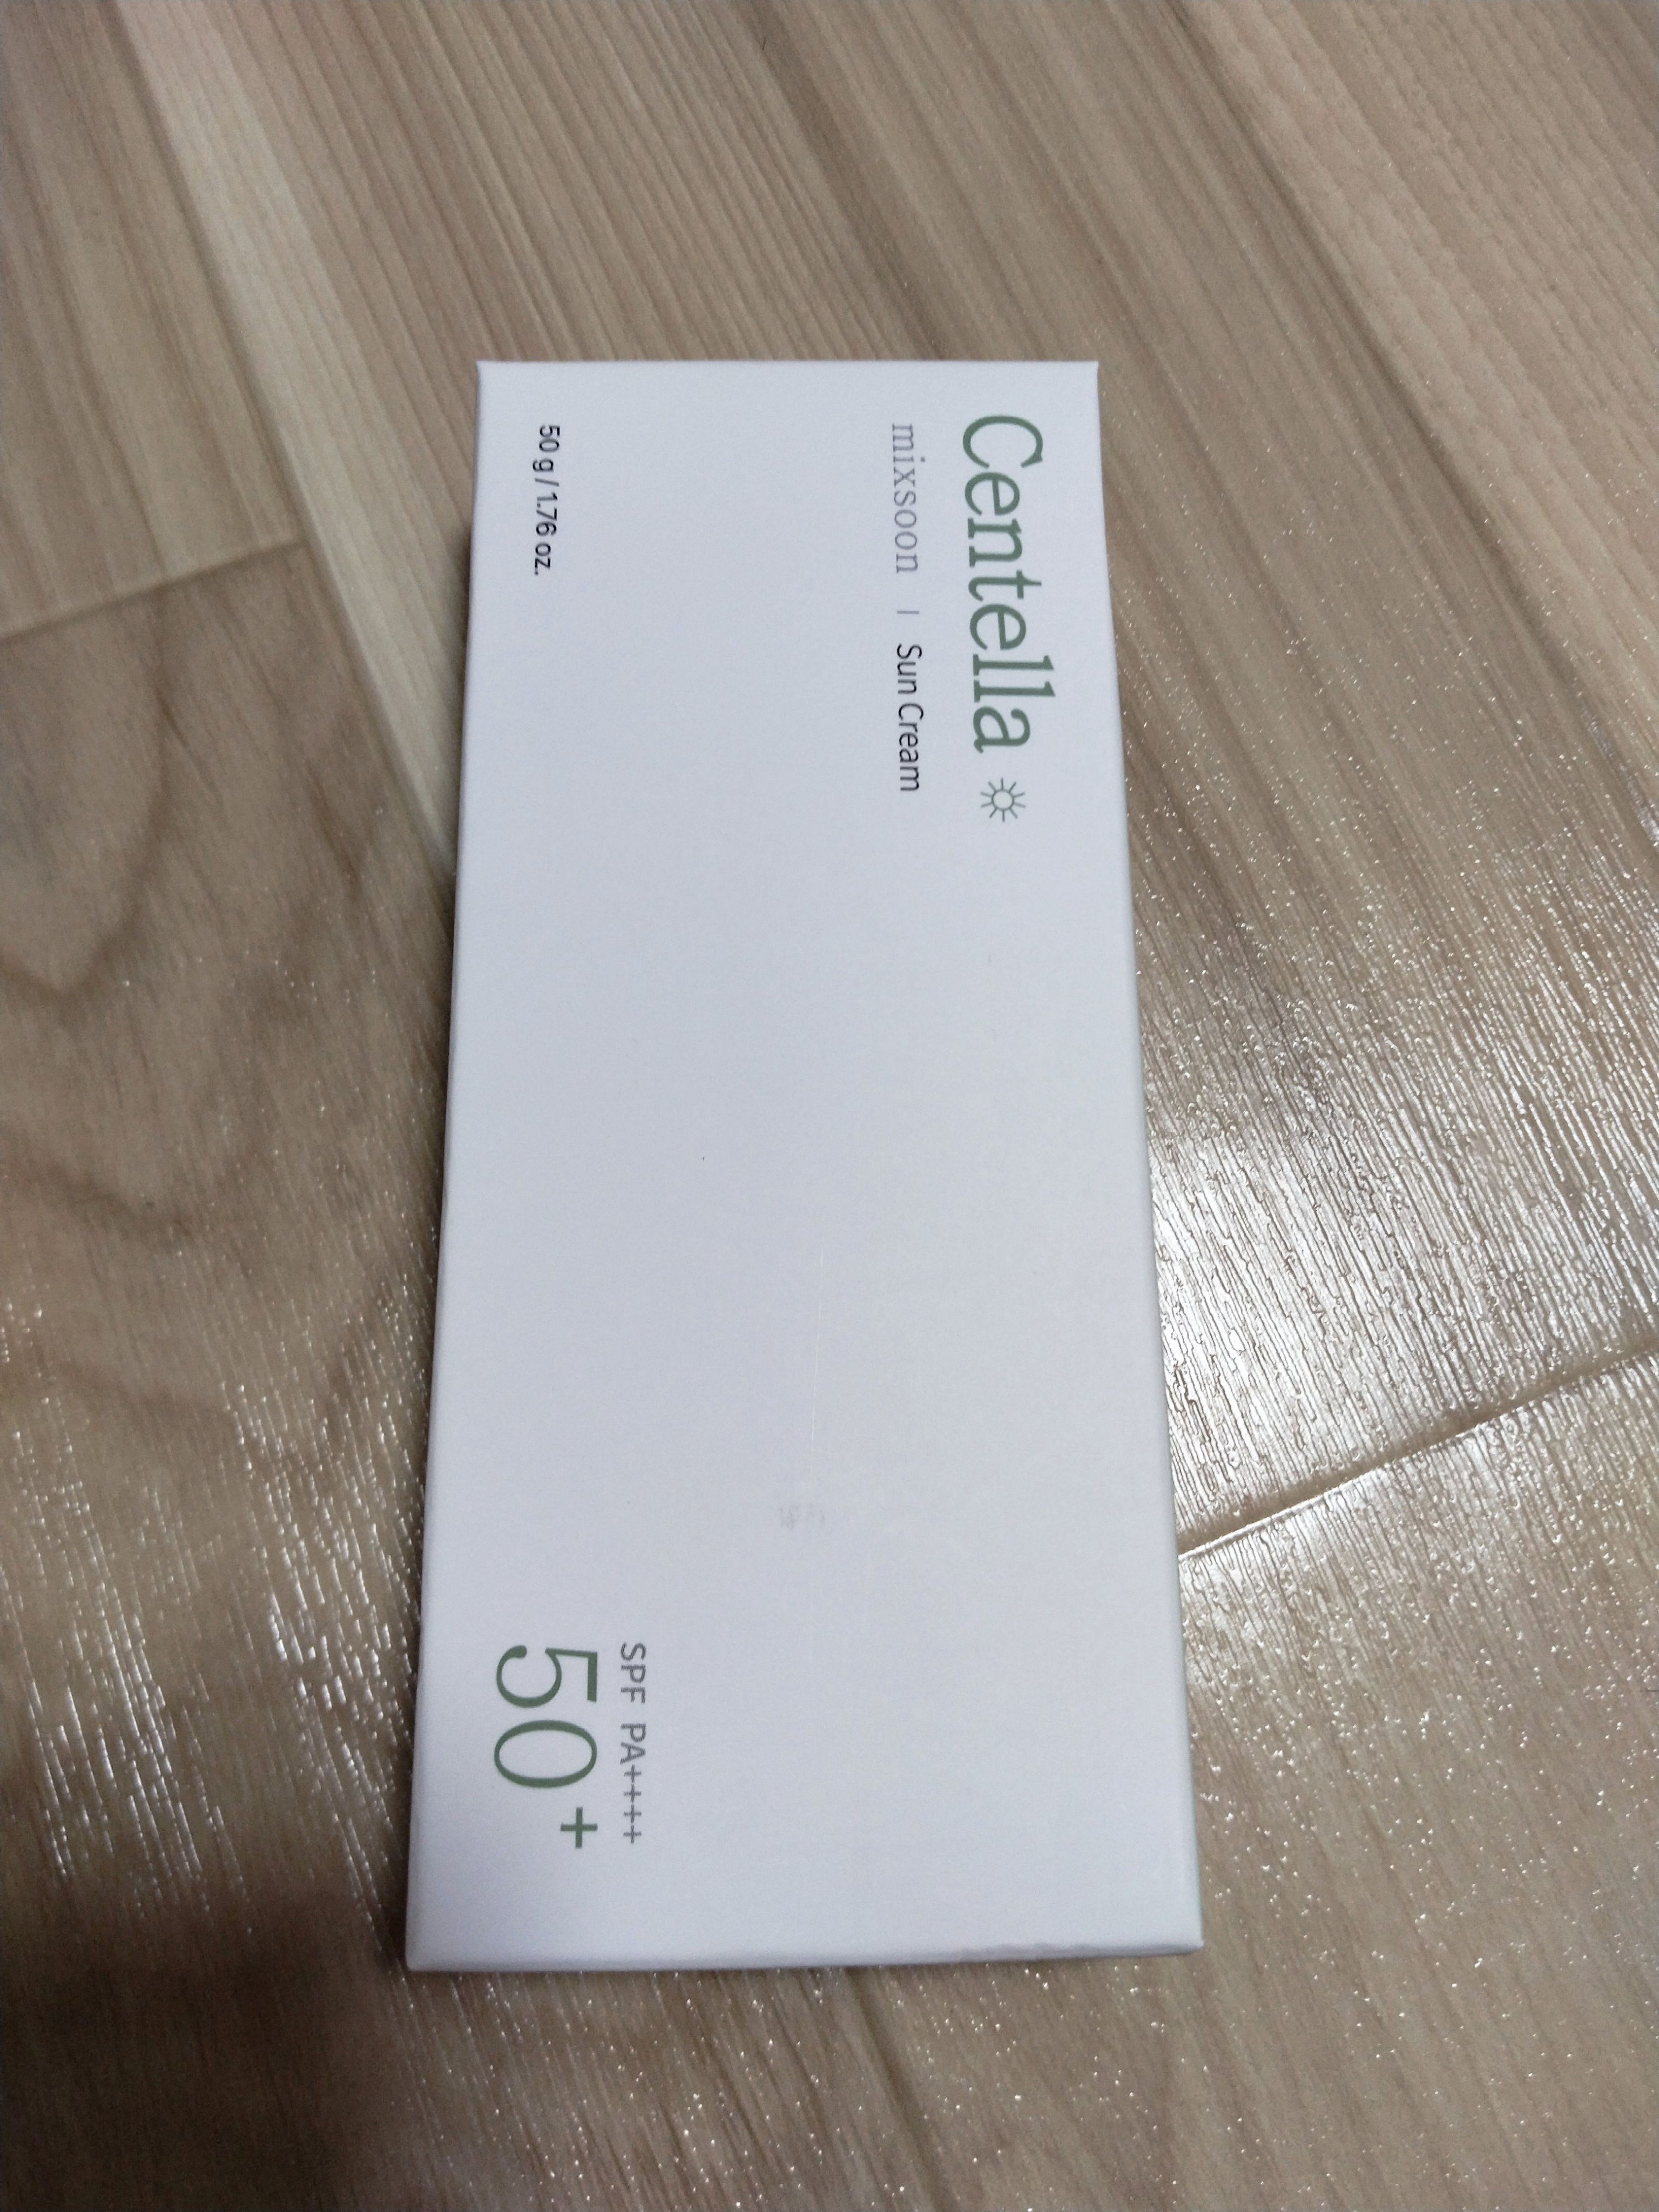 Centella
mixsoon | Sun Cream
SPF PA++++
50+
50 g / 1.76 oz.